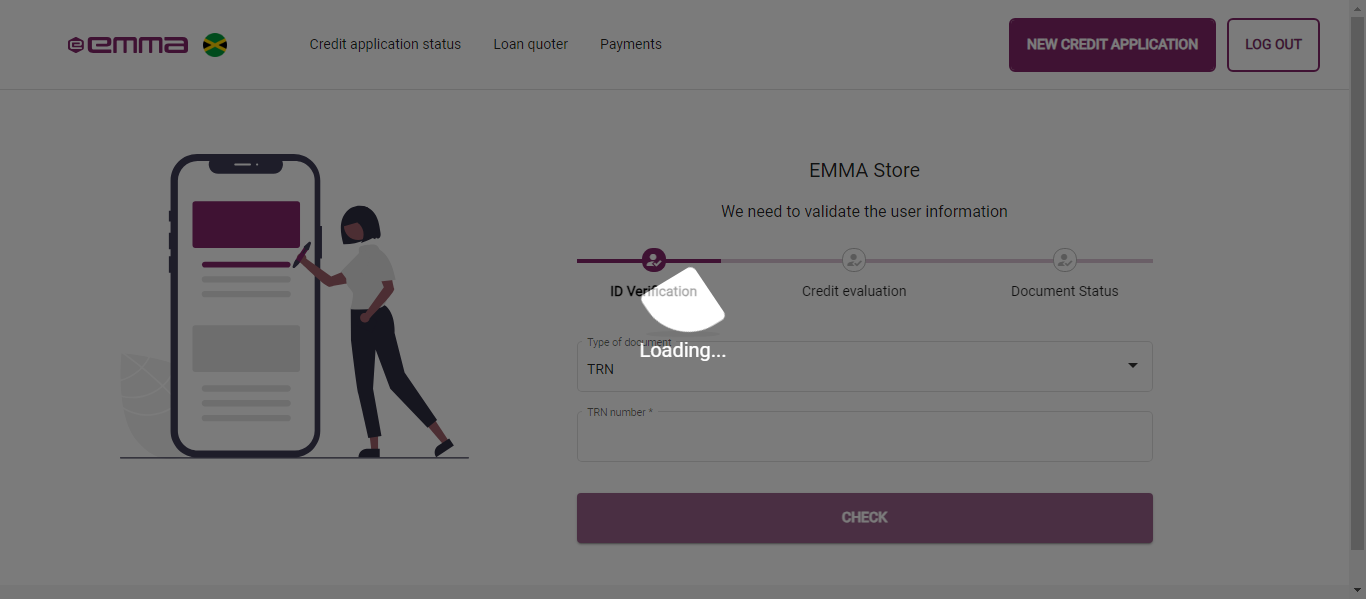 emma
Credit application status
Loan quoter
Payments
NEW CREDIT APPLICATION
LOG OUT
EMMA Store
We need to validate the user information
ID Verification
Credit evaluation
Document Status
Loading...
Type of document
TRN
TRN number *
CHECK